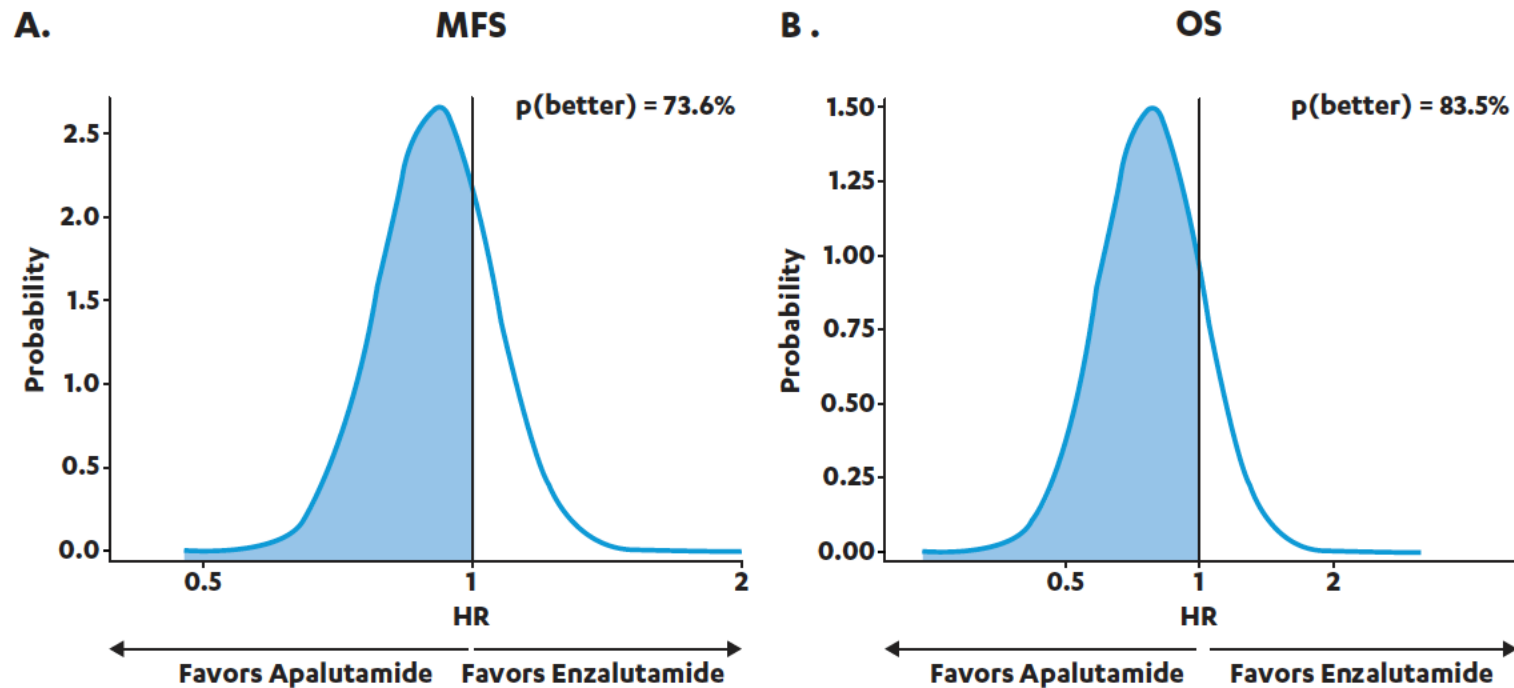 A.
MFS
p(better) = 73.6%
Probability
2.5
2.0
1.5
1.0
0.5
0.0
0.5 1 2
HR
Favors Apalutamide Favors Enzalutamide
B .
OS
p(better) = 83.5%
Probability
1.50
1.25
1.00
0.75
0.50
0.25
0.00
0.5 1 2
HR
Favors Apalutamide Favors Enzalutamide